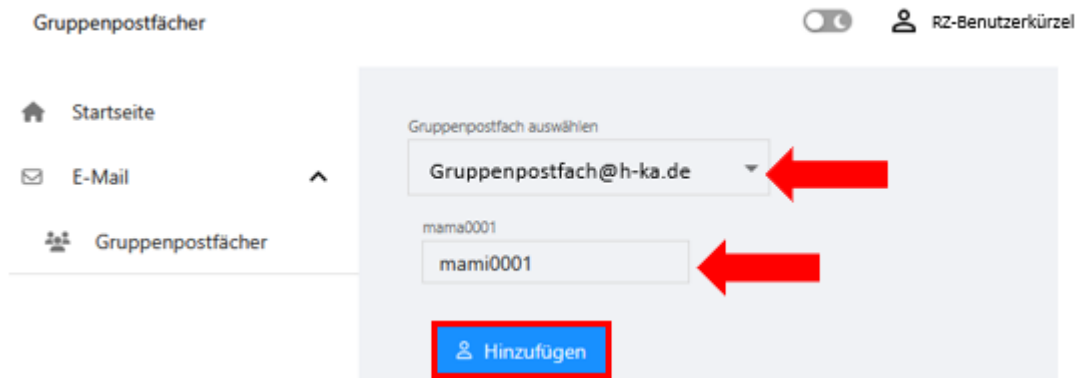 Gruppenpostfächer
RZ-Benutzerkürzel
Startseite
E-Mail
Gruppenpostfächer
Gruppenpostfach auswählen
Gruppenpostfach@h-ka.de
mama0001
mami0001
Hinzufügen